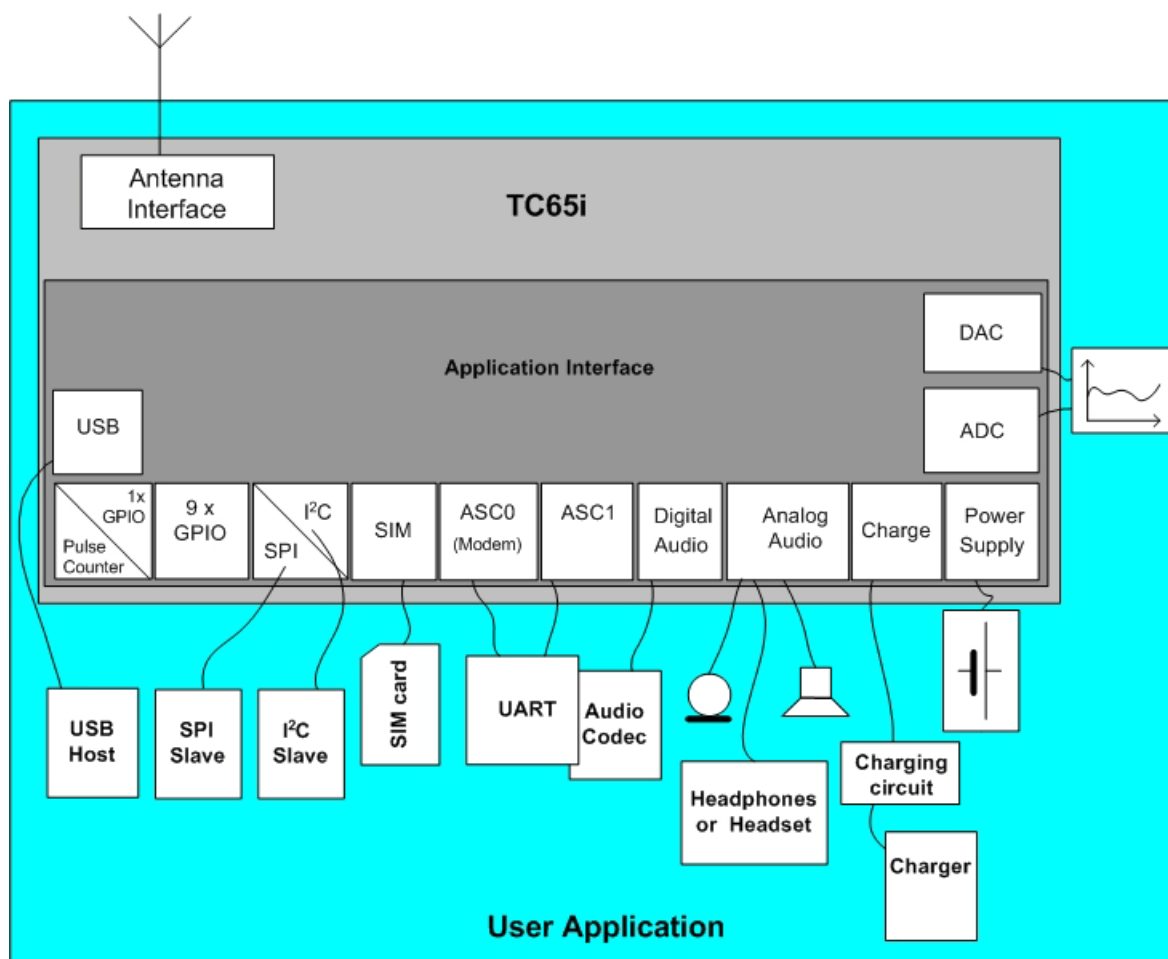 Antenna
Interface
TC65i
Application Interface
DAC
ADC
USB
1x
GPIO
Pulse
Counter
9 x
GPIO
I²C
SPI
SIM
ASC0
(Modem)
ASC1
Digital
Audio
Analog
Audio
Charge
Power
Supply
USB
Host
SPI
Slave
I²C
Slave
SIM card
UART
Audio
Codec
Headphones
or Headset
Charging
circuit
Charger
User Application